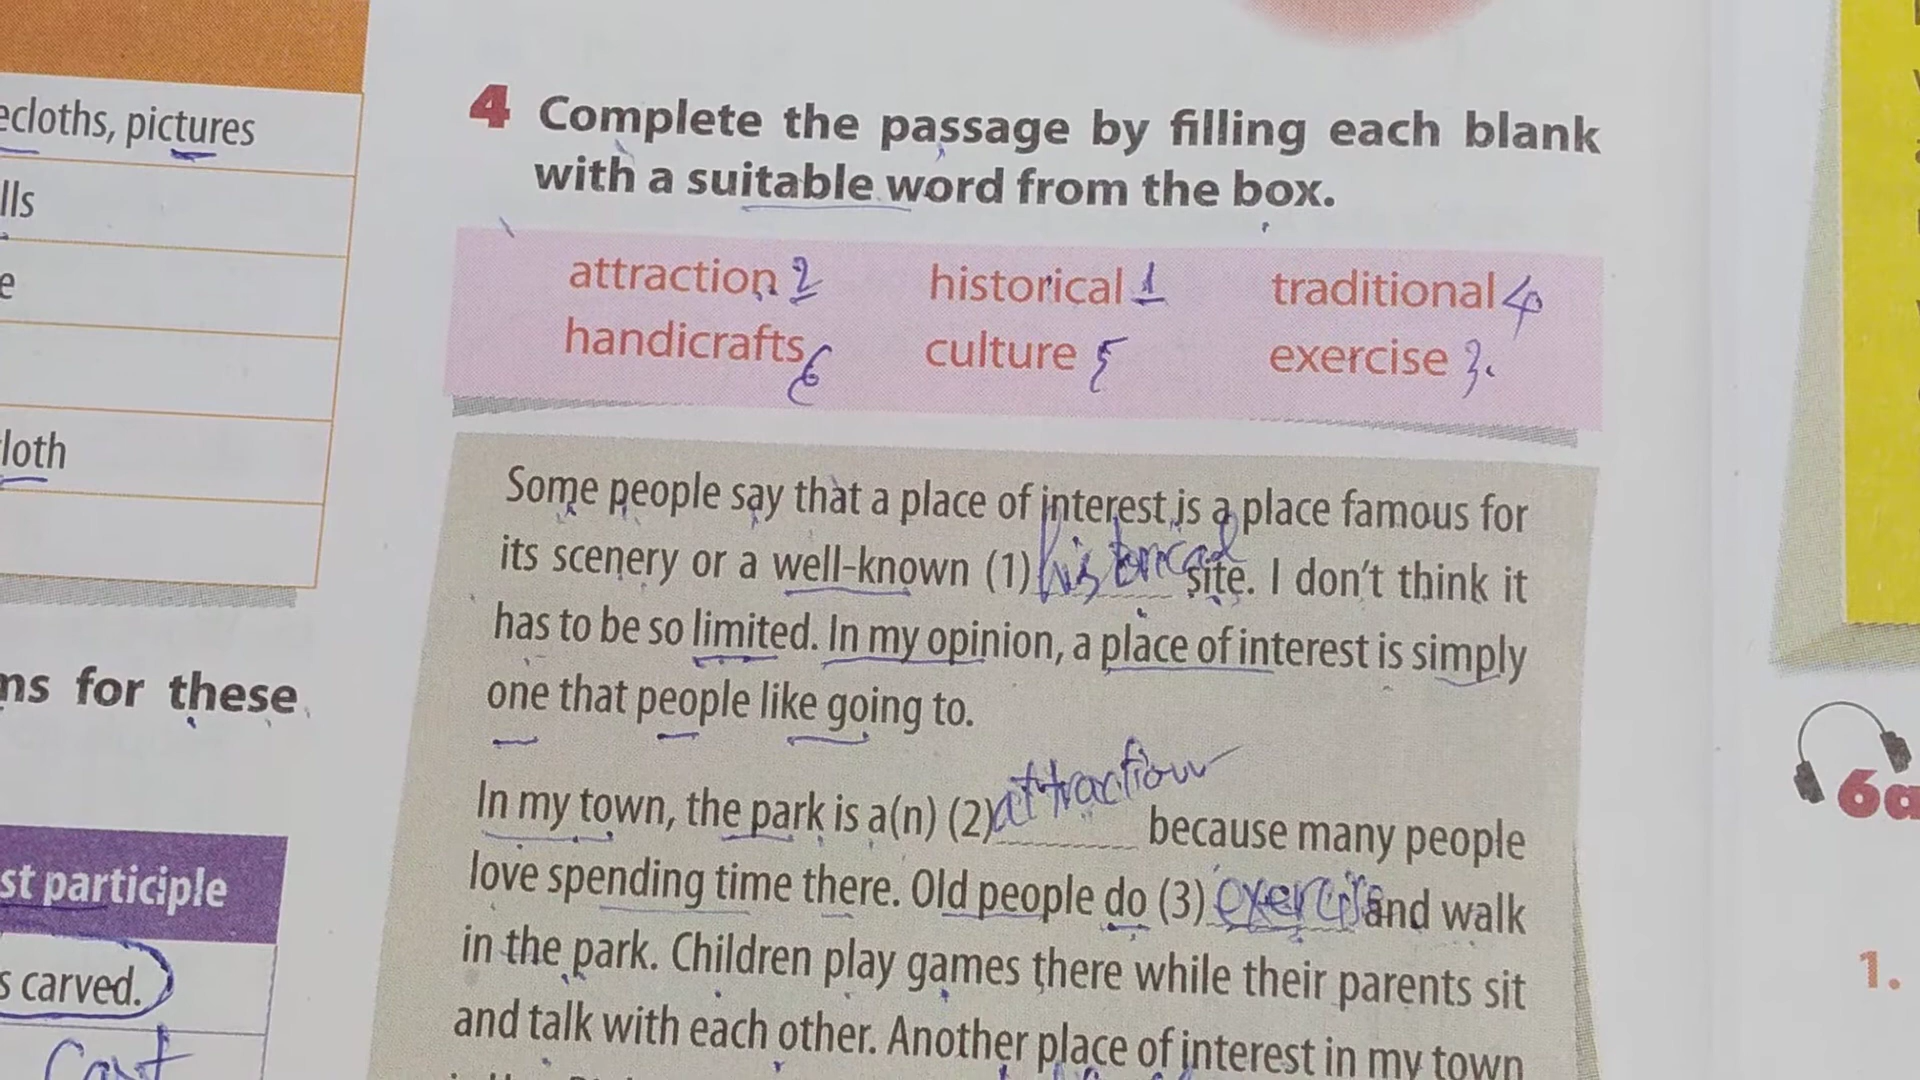 ecloths, pictures
lls
e
loth
ns for these
st participle
s carved.
4 Complete the passage by filling each blank
with a suitable word from the box.
attraction 2 historical 1 traditional 4
handicrafts 6 culture 5 exercise 3.
Some people say that a place of interest is a place famous for
its scenery or a well-known (1) historical site. I don't think it
has to be so limited. In my opinion, a place of interest is simply
one that people like going to.
In my town, the park is a(n) (2) attraction because many people
love spending time there. Old people do (3) exercise and walk
in the park. Children play games there while their parents sit
and talk with each other. Another place of interest in my town
6a
1.